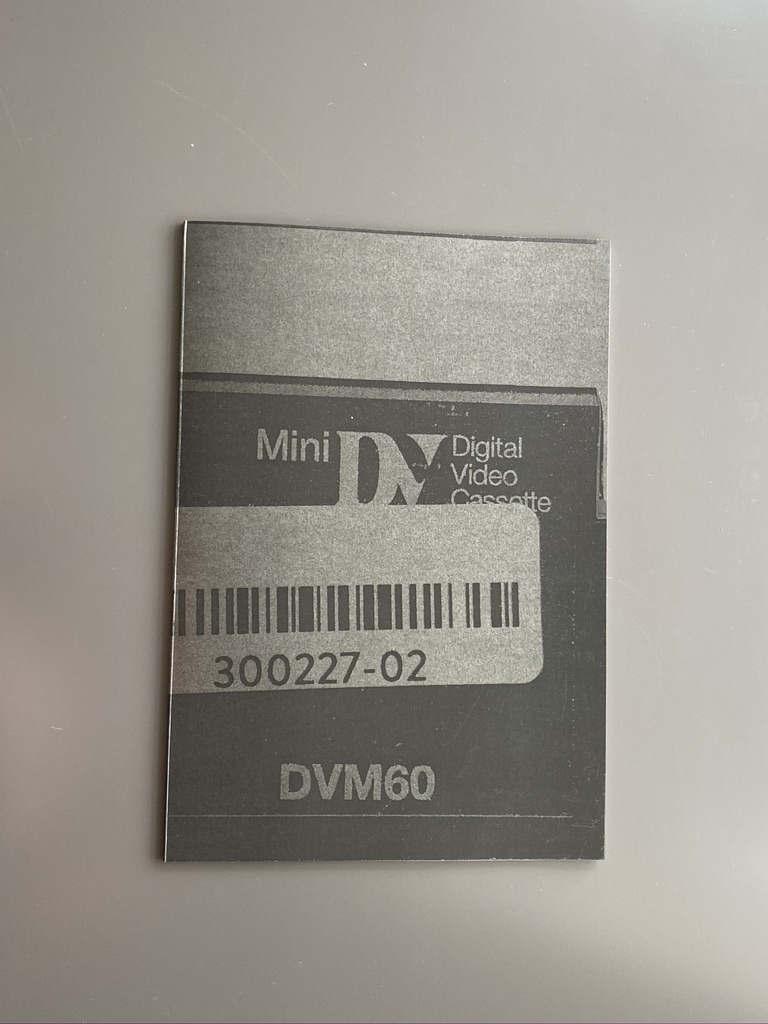 Mini DV Digital
Video
Cassette
300227-02
DVM60